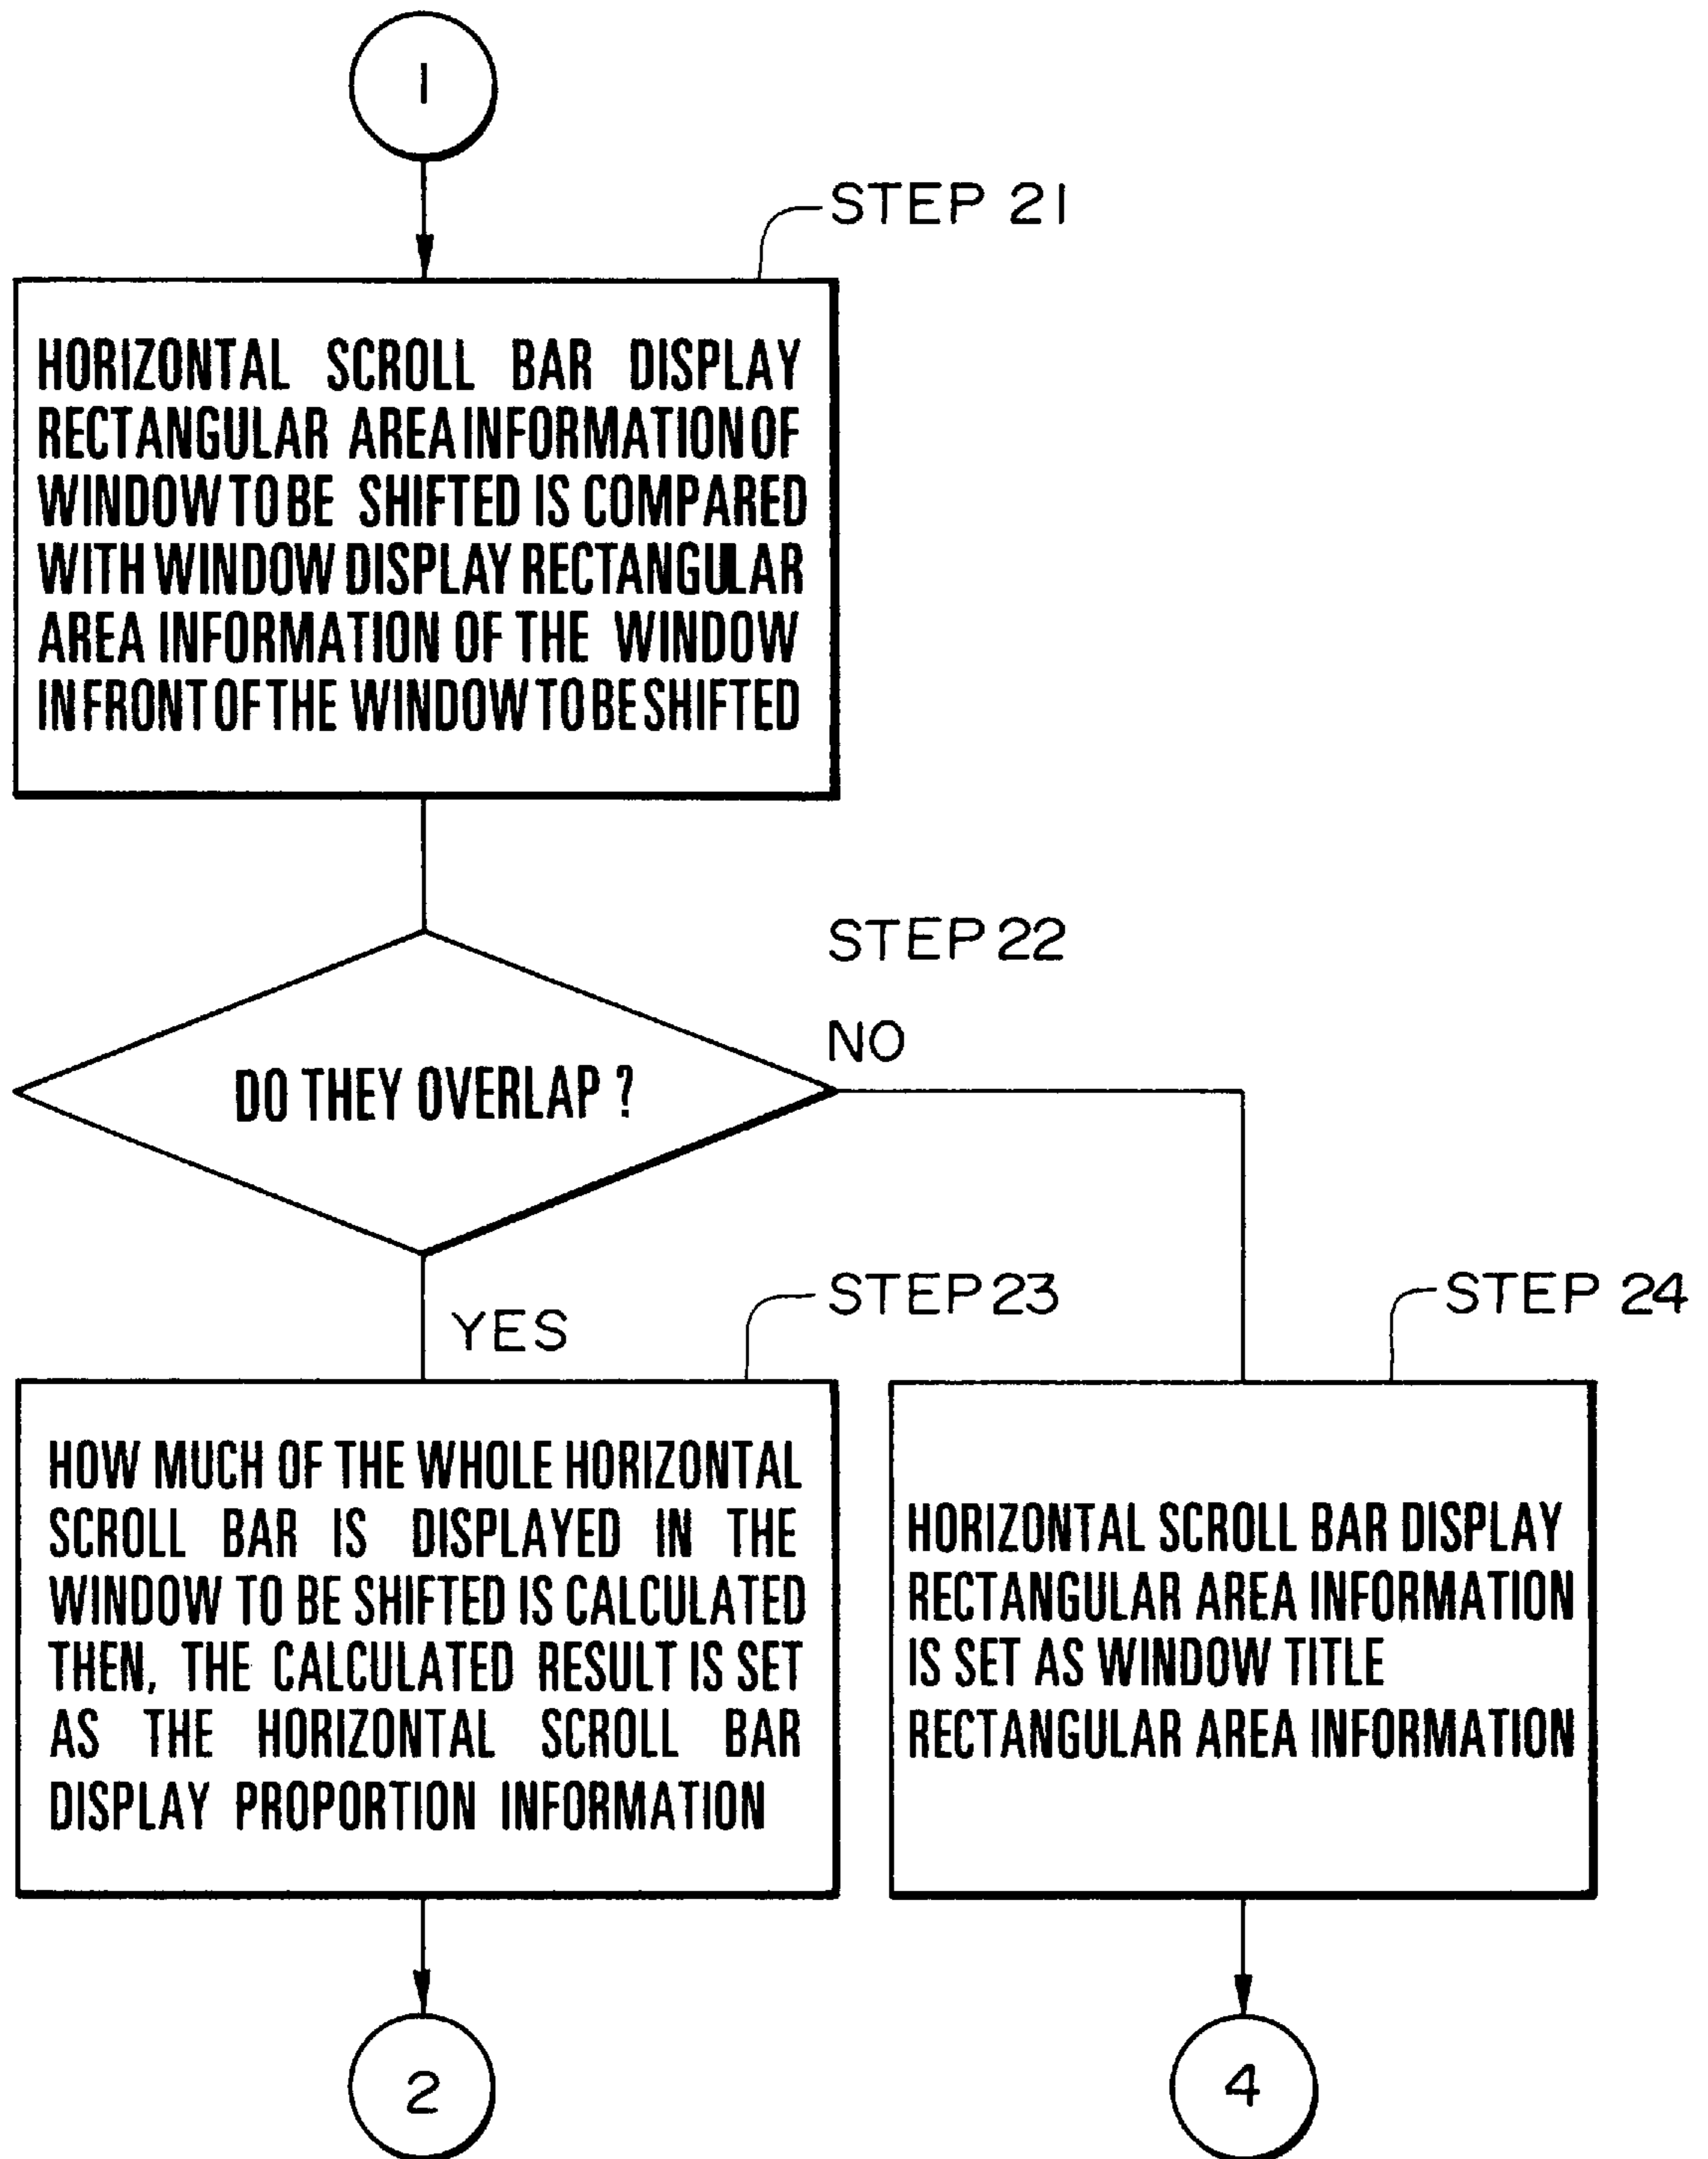 1
STEP 21
HORIZONTAL SCROLL BAR DISPLAY
RECTANGULAR AREA INFORMATION OF
WINDOW TO BE SHIFTED IS COMPARED
WITH WINDOW DISPLAY RECTANGULAR
AREA INFORMATION OF THE WINDOW
IN FRONT OF THE WINDOW TO BE SHIFTED
STEP 22
NO
DO THEY OVERLAP ?
YES
STEP 23
HOW MUCH OF THE WHOLE HORIZONTAL
SCROLL BAR IS DISPLAYED IN THE
WINDOW TO BE SHIFTED IS CALCULATED
THEN, THE CALCULATED RESULT IS SET
AS THE HORIZONTAL SCROLL BAR
DISPLAY PROPORTION INFORMATION
STEP 24
HORIZONTAL SCROLL BAR DISPLAY
RECTANGULAR AREA INFORMATION
IS SET AS WINDOW TITLE
RECTANGULAR AREA INFORMATION
2
4